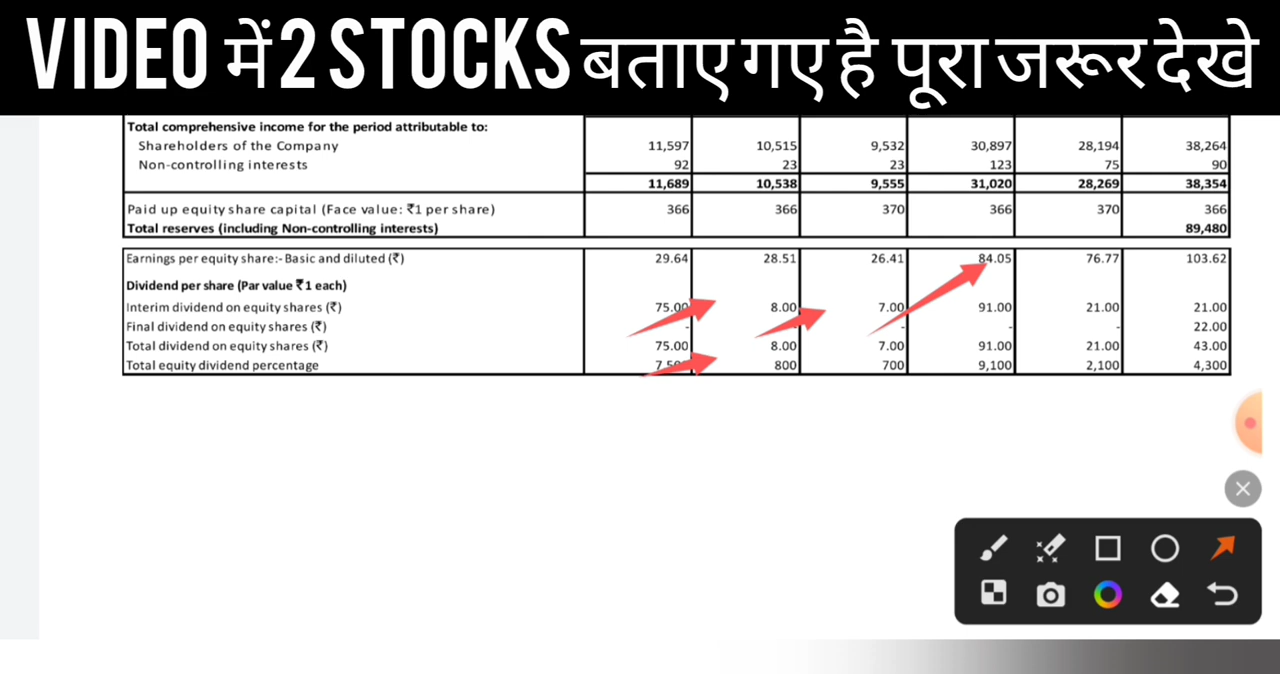 VIDEO में 2 STOCKS बताए गए है पूरा जरूर देखे
Total comprehensive income for the period attributable to:
Shareholders of the Company 11,597 10,515 9,532 30,897 28,194 38,264
Non-controlling interests 92 23 23 123 75 90
11,689 10,538 9,555 31,020 28,269 38,354
Paid up equity share capital (Face value: ₹1 per share) 366 366 370 366 370 366
Total reserves (including Non-controlling interests) 89,480
Earnings per equity share:- Basic and diluted (₹) 29.64 28.51 26.41 84.05 76.77 103.62
Dividend per share (Par value ₹1 each)
Interim dividend on equity shares (₹) 75.00 8.00 7.00 91.00 21.00 21.00
Final dividend on equity shares (₹) - - - - - 22.00
Total dividend on equity shares (₹) 75.00 8.00 7.00 91.00 21.00 43.00
Total equity dividend percentage 800 700 9,100 2,100 4,300